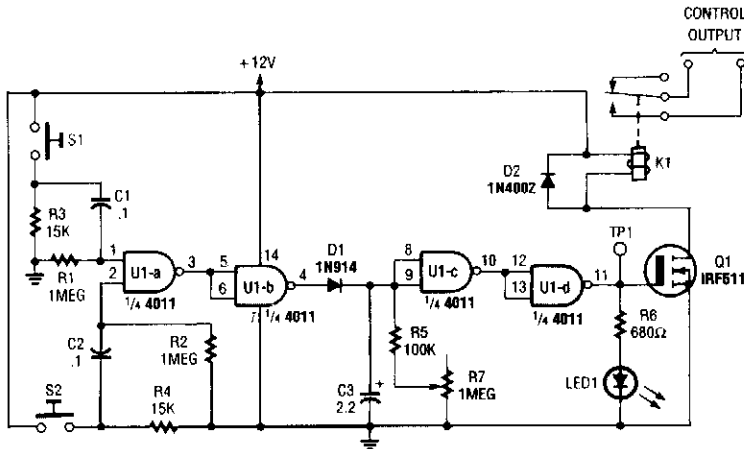 CONTROL
OUTPUT
+12V
S1
C1
.1
R3
15K
R1
1MEG
1
2
3
U1-a
1/4 4011
5
6
14
4
U1-b
7
1/4 4011
D1
1N914
8
9
10
U1-c
1/4 4011
12
13
11
U1-d
1/4 4011
D2
1N4002
K1
TP1
Q1
IRF511
C2
.1
R2
1MEG
R4
15K
S2
C3
2.2
+
R5
100K
R7
1MEG
R6
680Ω
LED1